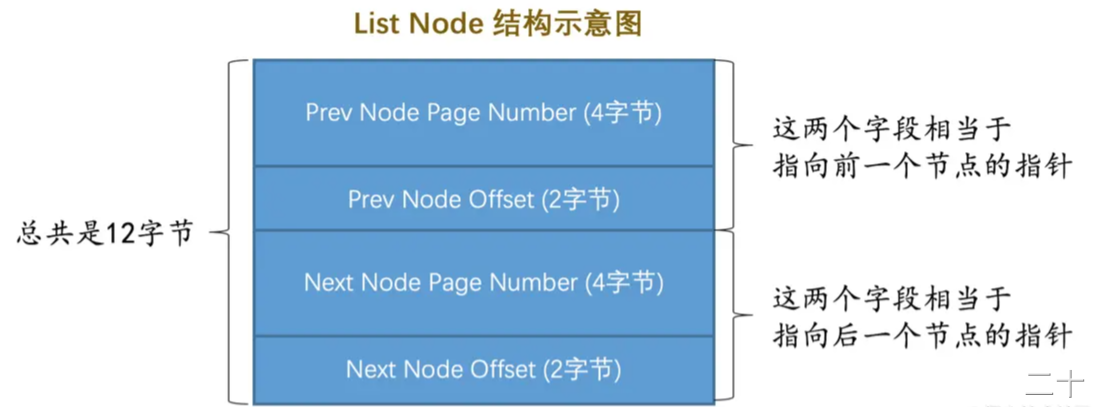 List Node 结构示意图
Prev Node Page Number (4字节)
Prev Node Offset (2字节)
Next Node Page Number (4字节)
Next Node Offset (2字节)
总共是12字节
这两个字段相当于
指向前一个节点的指针
这两个字段相当于
指向后一个节点的指针
二十